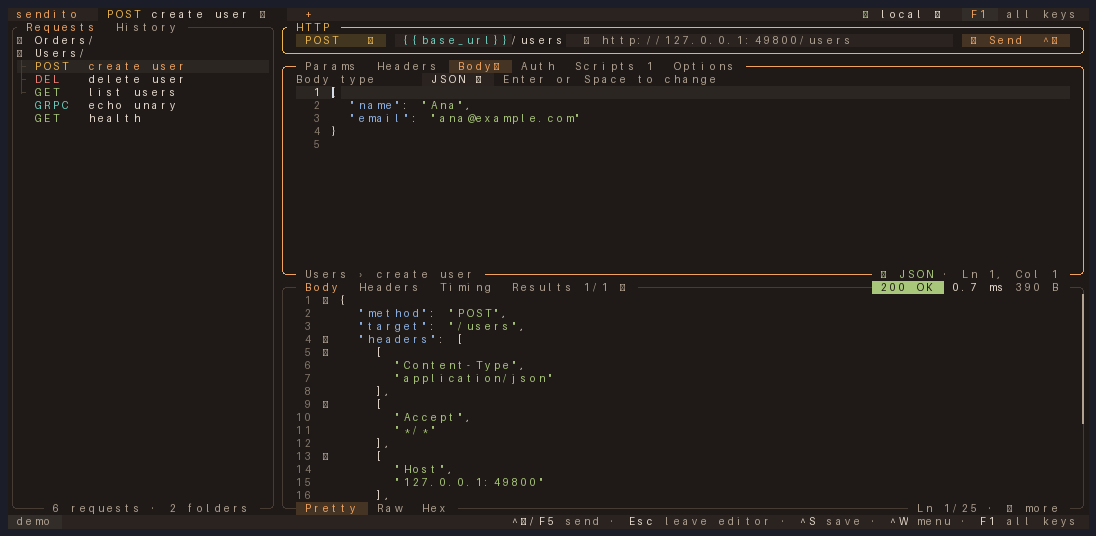 sendito POST create user + local F1 all keys
Requests History
HTTP
Orders/
POST {{base_url}}/users http://127.0.0.1:49800/users Send ^
Users/
POST create user
DEL delete user
GET list users
GRPC echo unary
GET health
Params Headers Body Auth Scripts 1 Options
Body type JSON Enter or Space to change
1 {
2 "name": "Ana",
3 "email": "ana@example.com"
4 }
5
Users › create user JSON · Ln 1, Col 1
Body Headers Timing Results 1/1 200 OK 0.7 ms 390 B
1 {
2 "method": "POST",
3 "target": "/users",
4 "headers": [
5 [
6 "Content-Type",
7 "application/json"
8 ],
9 [
10 "Accept",
11 "*/*"
12 ],
13 [
14 "Host",
15 "127.0.0.1:49800"
16 ],
6 requests · 2 folders
Pretty Raw Hex Ln 1/25 · more
demo ^/F5 send · Esc leave editor · ^S save · ^W menu · F1 all keys